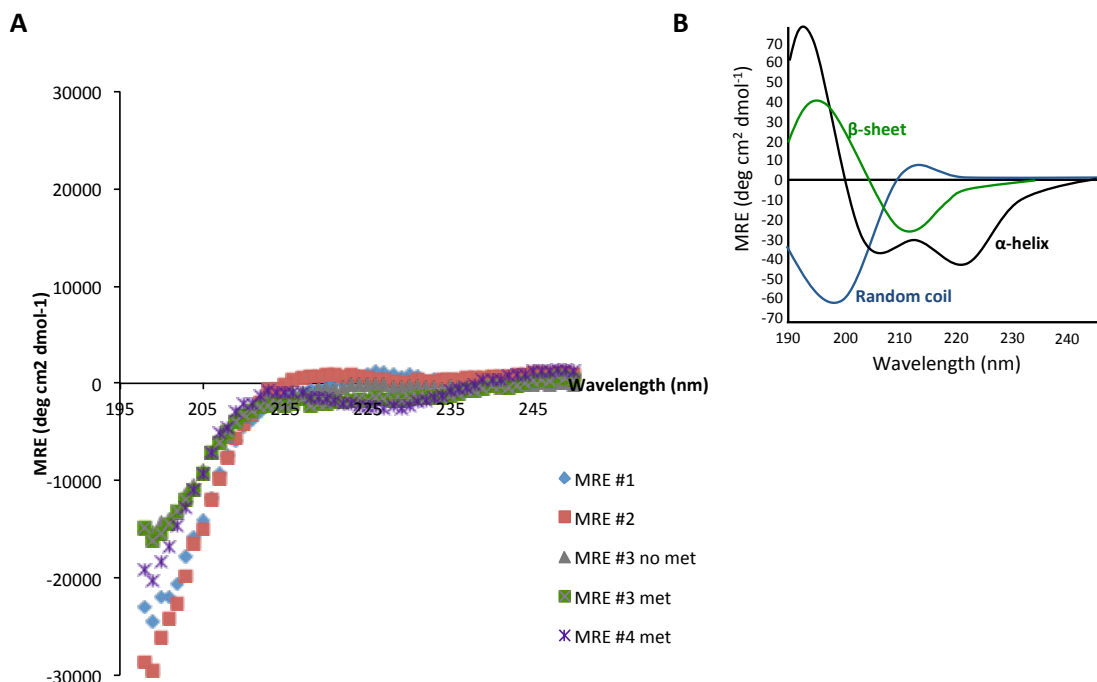 A
30000
20000
10000
0
-10000
-20000
-30000
195
205
215
225
235
245
Wavelength (nm)
MRE (deg cm2 dmol-1)
MRE #1
MRE #2
MRE #3 no met
MRE #3 met
MRE #4 met
B
70
60
50
40
30
20
10
0
-10
-20
-30
-40
-50
-60
-70
190
200
210
220
230
240
MRE (deg cm² dmol⁻¹)
Wavelength (nm)
β-sheet
α-helix
Random coil